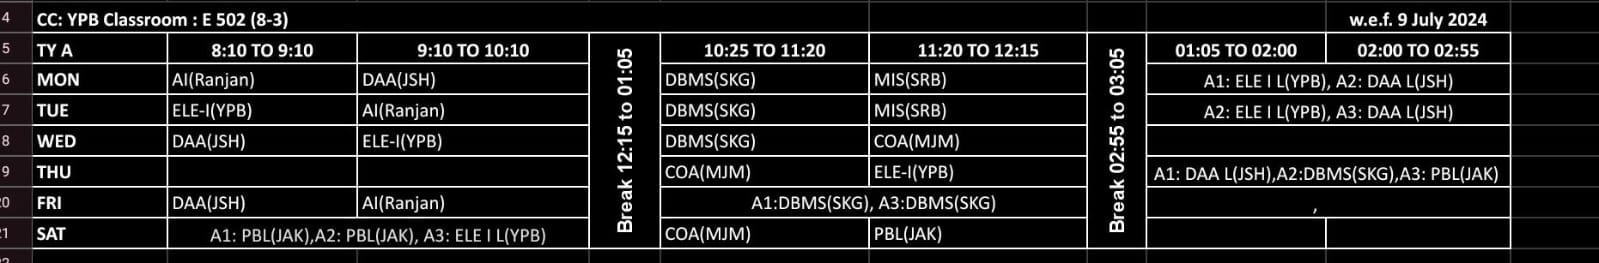 4 CC: YPB Classroom : E 502 (8-3) w.e.f. 9 July 2024
5 TY A 8:10 TO 9:10 9:10 TO 10:10 Break 12:15 to 01:05 10:25 TO 11:20 11:20 TO 12:15 Break 02:55 to 03:05 01:05 TO 02:00 02:00 TO 02:55
6 MON AI(Ranjan) DAA(JSH) DBMS(SKG) MIS(SRB) A1: ELE I L(YPB), A2: DAA L(JSH)
7 TUE ELE-I(YPB) AI(Ranjan) DBMS(SKG) MIS(SRB) A2: ELE I L(YPB), A3: DAA L(JSH)
8 WED DAA(JSH) ELE-I(YPB) DBMS(SKG) COA(MJM)
9 THU COA(MJM) ELE-I(YPB) A1: DAA L(JSH),A2:DBMS(SKG),A3: PBL(JAK)
20 FRI DAA(JSH) AI(Ranjan) A1:DBMS(SKG), A3:DBMS(SKG) ,
21 SAT A1: PBL(JAK),A2: PBL(JAK), A3: ELE I L(YPB) COA(MJM) PBL(JAK)